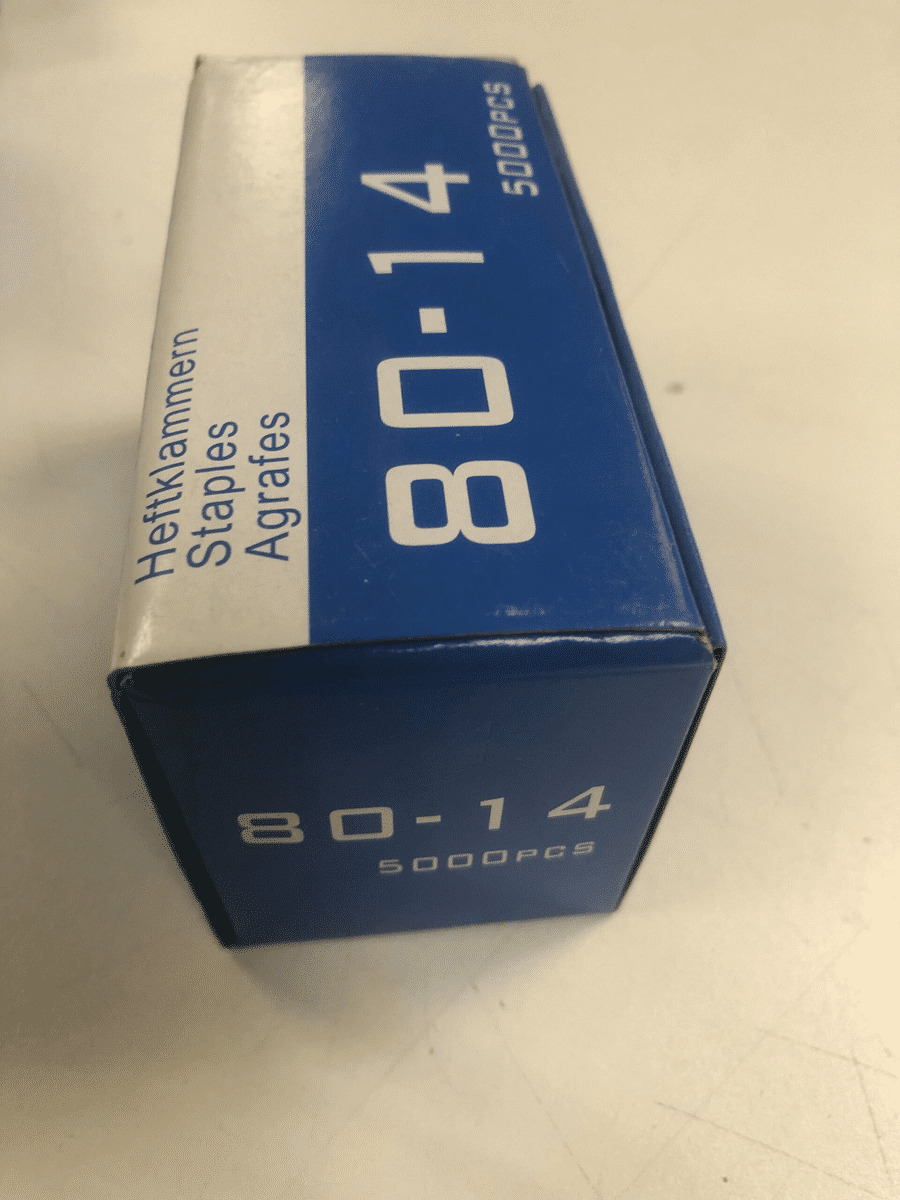 Heftklammern
Staples
Agrafes
80-14
5000PCS
80-14
5000PCS